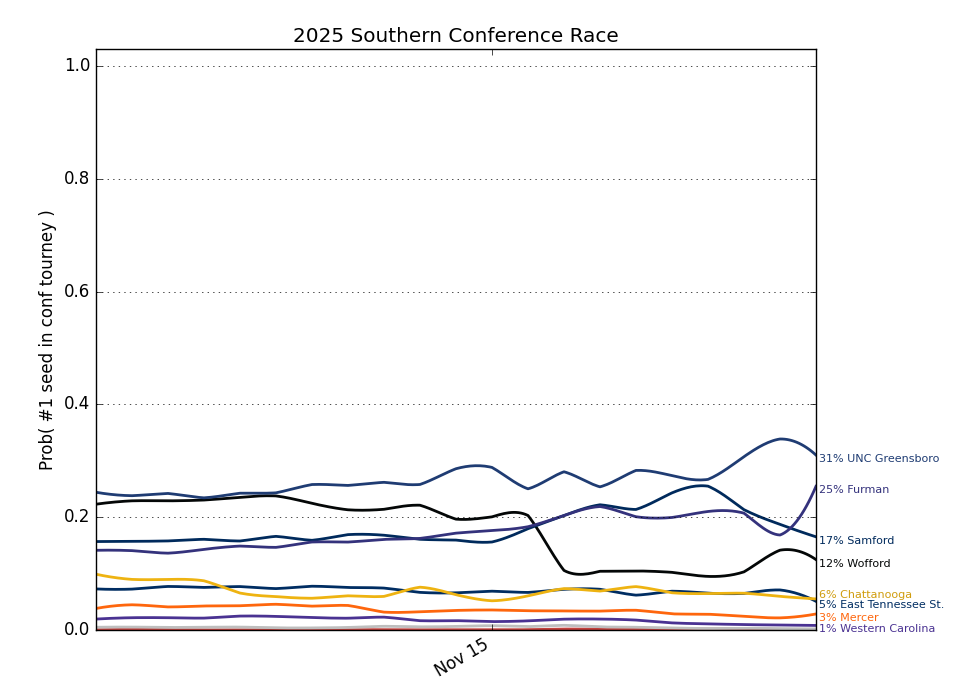 2025 Southern Conference Race
1.0
0.8
0.6
0.4
0.2
0.0
Prob( #1 seed in conf tourney )
Nov 15
31% UNC Greensboro
25% Furman
17% Samford
12% Wofford
6% Chattanooga
5% East Tennessee St.
3% Mercer
1% Western Carolina